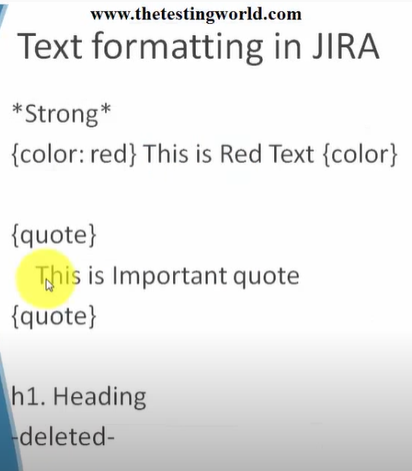 www.thetestingworld.com
Text formatting in JIRA
*Strong*
{color: red} This is Red Text {color}
{quote}
This is Important quote
{quote}
h1. Heading
-deleted-